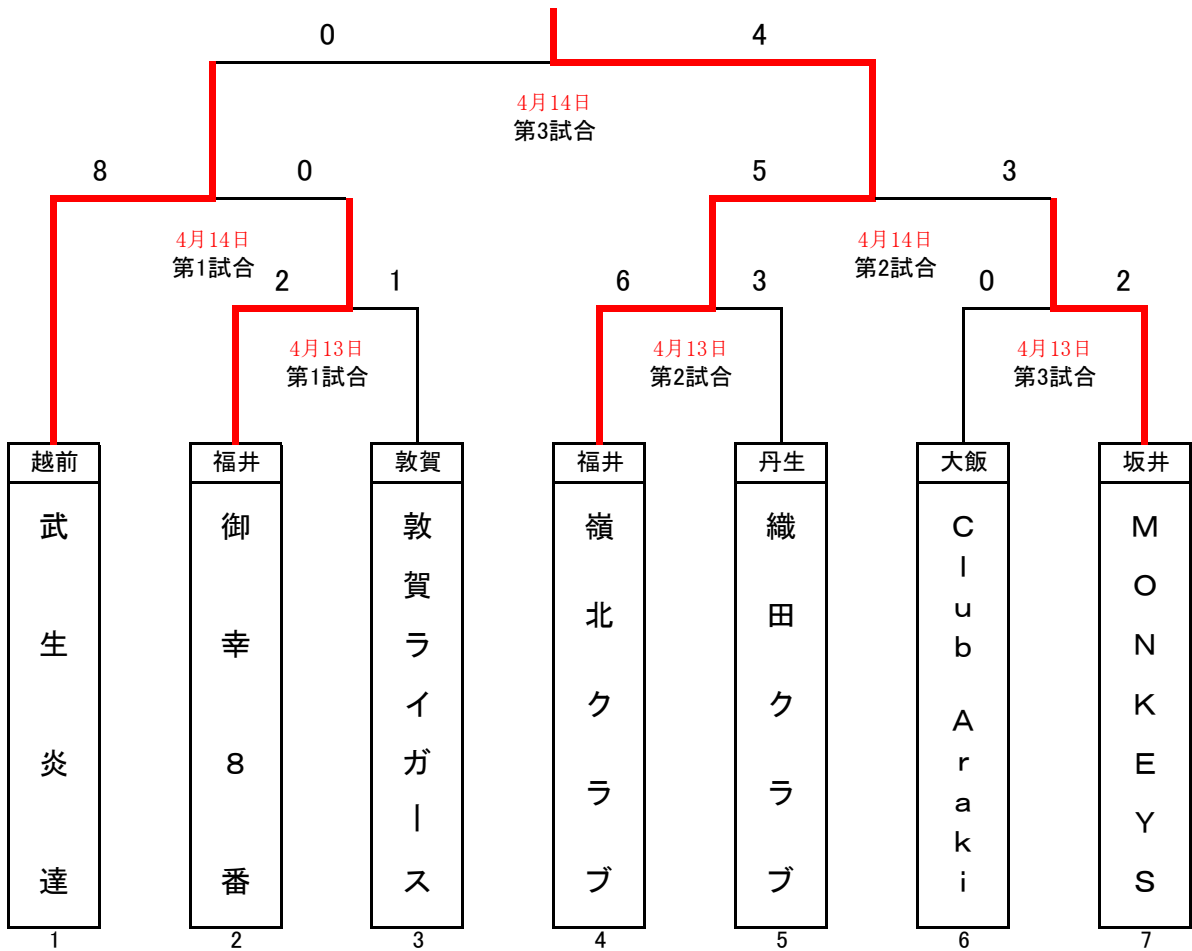 0
4
4月14日
第3試合
8
0
5
3
4月14日
第1試合
4月14日
第2試合
2
1
6
3
0
2
4月13日
第1試合
4月13日
第2試合
4月13日
第3試合
越前
福井
敦賀
福井
丹生
大飯
坂井
武生炎達
御幸8番
敦賀ライガース
嶺北クラブ
織田クラブ
Club Araki
MONKEYS
1
2
3
4
5
6
7